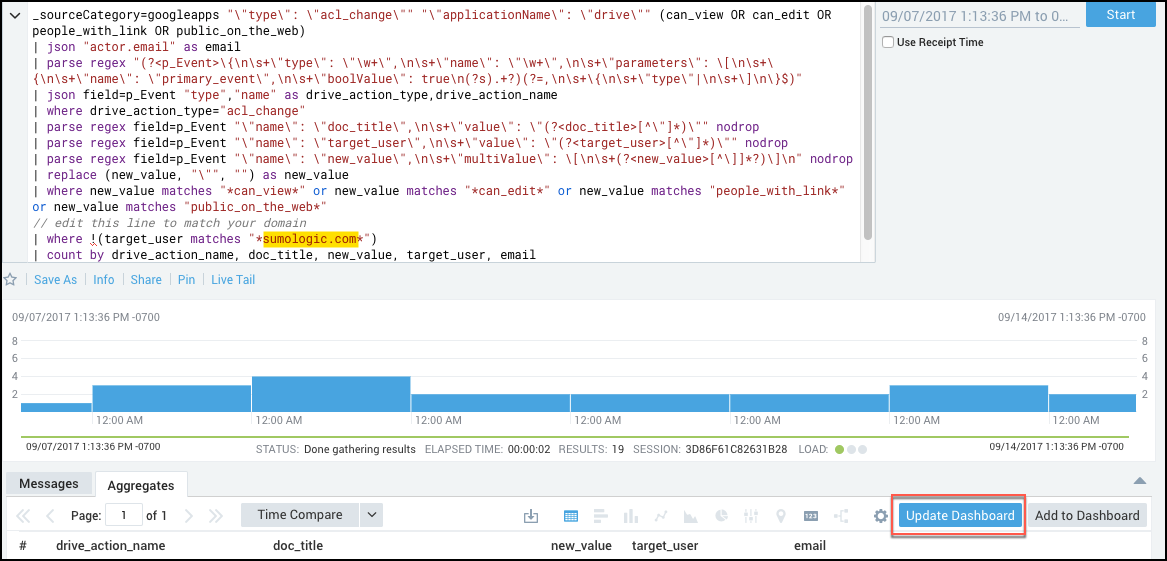 _sourceCategory=googleapps "\"type\": \"acl_change\"" "\"applicationName\": \"drive\"" (can_view OR can_edit OR
people_with_link OR public_on_the_web)
| json "actor.email" as email
| parse regex "(?<p_Event>\{\n\s+\"type\": \"\w+\",\n\s+\"name\": \"\w+\",\n\s+\"parameters\": \[\n\s+\
{\n\s+\"name\": \"primary_event\",\n\s+\"boolValue\": true\n(?s).+?)(?=,\n\s+\{\n\s+\"type\"|\n\s+\]\n\}$)"
| json field=p_Event "type","name" as drive_action_type,drive_action_name
| where drive_action_type="acl_change"
| parse regex field=p_Event "\"name\": \"doc_title\",\n\s+\"value\": \"(?<doc_title>[^\"]*)\"" nodrop
| parse regex field=p_Event "\"name\": \"target_user\",\n\s+\"value\": \"(?<target_user>[^\"]*)\"" nodrop
| parse regex field=p_Event "\"name\": \"new_value\",\n\s+\"multiValue\": \[\n\s+(?<new_value>[^\]]*?)\]\n" nodrop
| replace (new_value, "\"", "") as new_value
| where new_value matches "*can_view*" or new_value matches "*can_edit*" or new_value matches "people_with_link*"
or new_value matches "public_on_the_web*"
// edit this line to match your domain
| where !(target_user matches "*sumologic.com*")
| count by drive_action_name, doc_title, new_value, target_user, email
09/07/2017 1:13:36 PM to 0...
Start
Use Receipt Time
Save As Info Share Pin Live Tail
09/07/2017 1:13:36 PM -0700 09/14/2017 1:13:36 PM -0700
8 8
6 6
4 4
2 2
12:00 AM 12:00 AM 12:00 AM 12:00 AM 12:00 AM 12:00 AM 12:00 AM
09/07/2017 1:13:36 PM -0700 STATUS: Done gathering results ELAPSED TIME: 00:00:02 RESULTS: 19 SESSION: 3D86F61C82631B28 LOAD: 09/14/2017 1:13:36 PM -0700
Messages Aggregates
Page: 1 of 1 Time Compare 123 Update Dashboard Add to Dashboard
# drive_action_name doc_title new_value target_user email